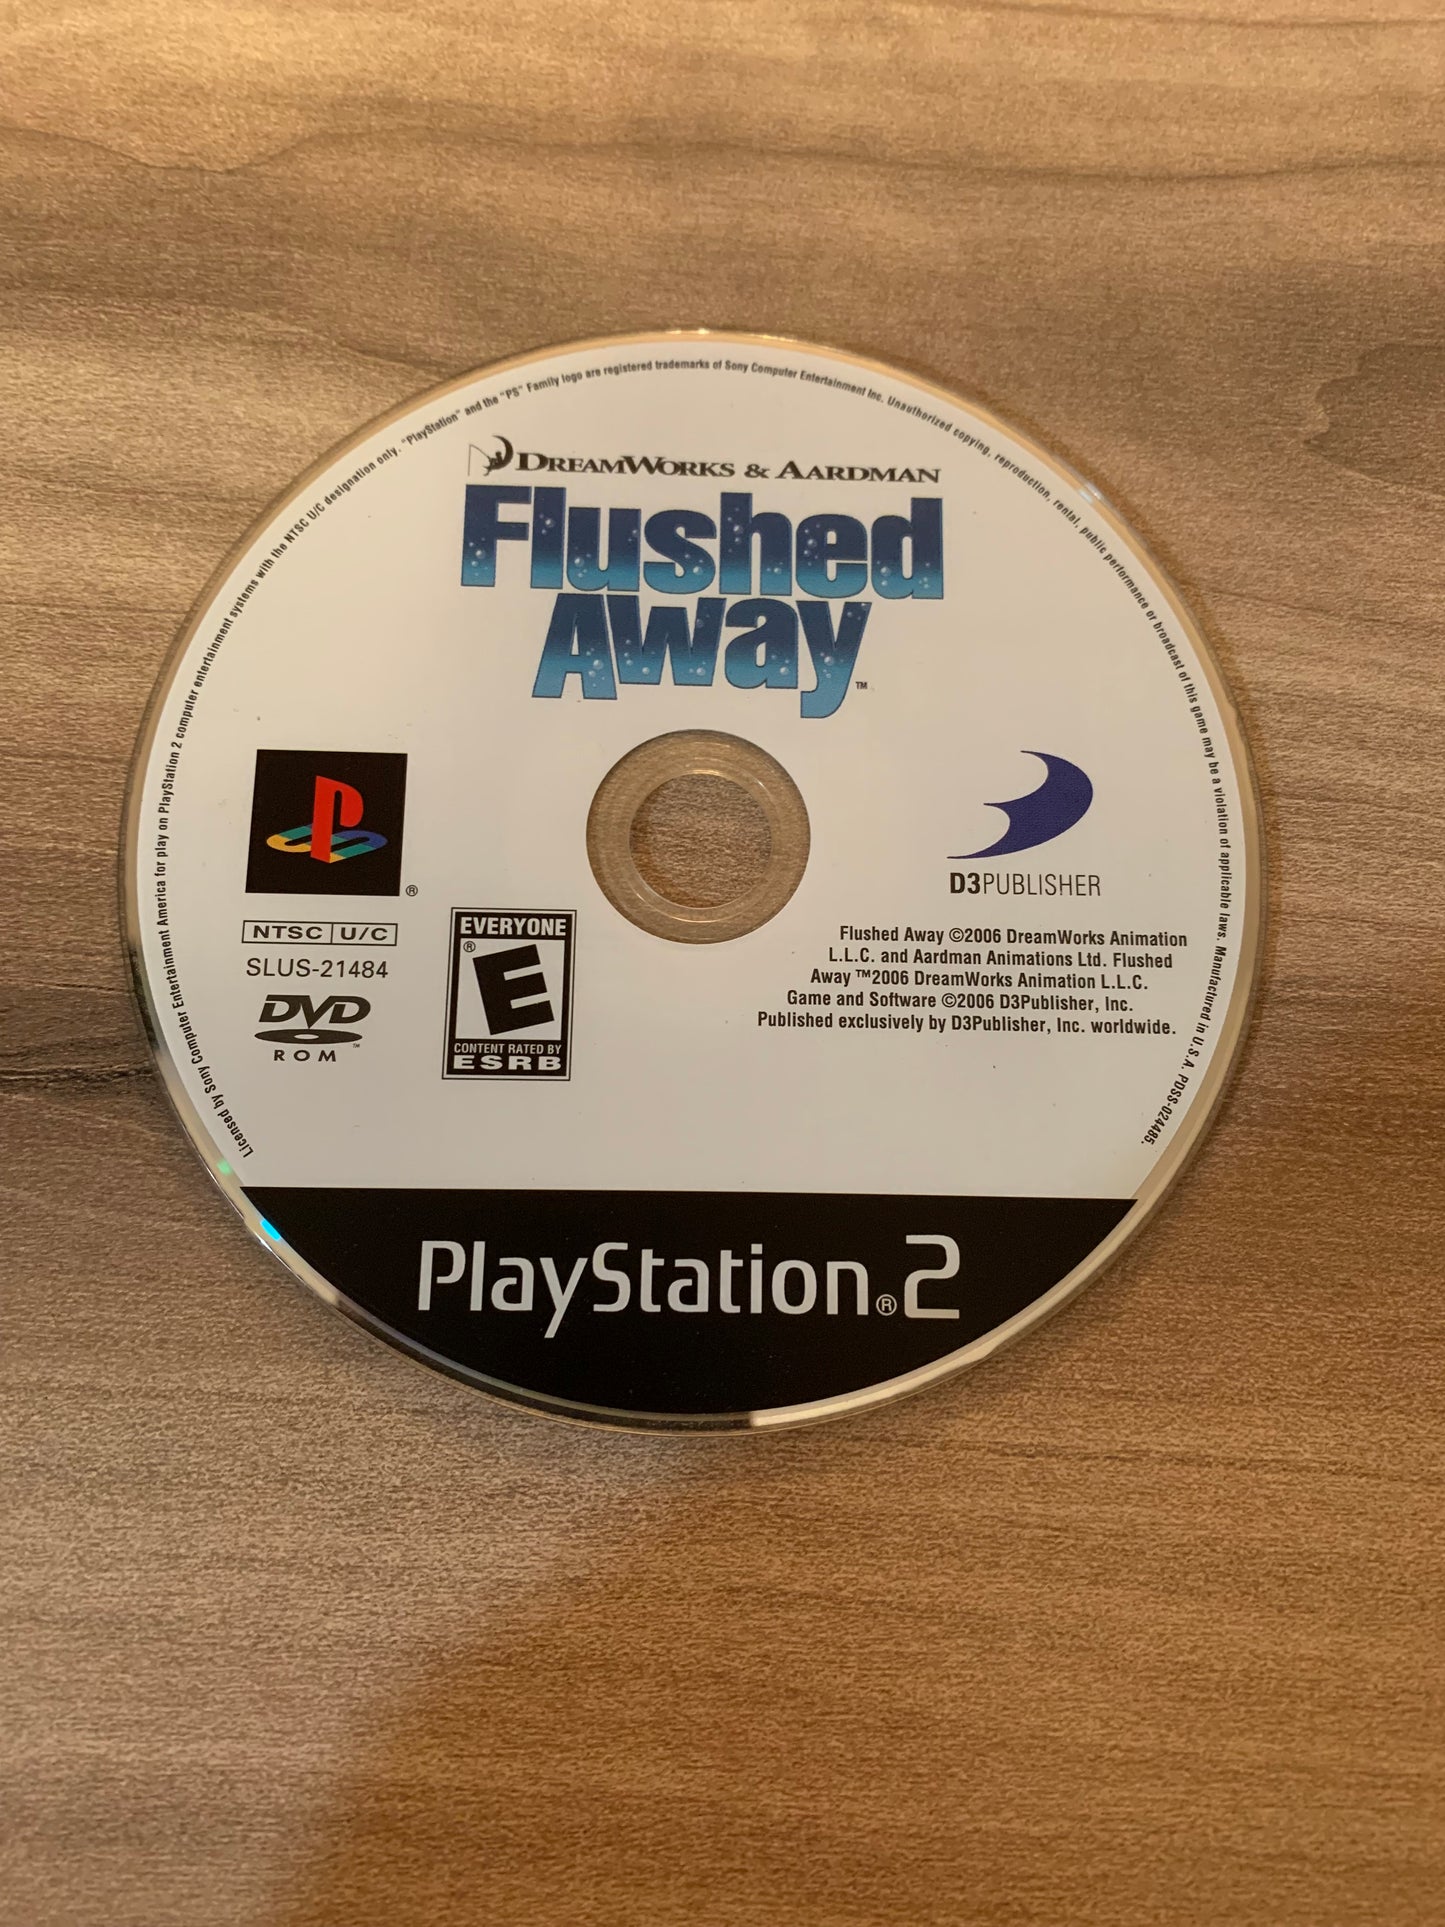 Licensed by Sony Computer Entertainment America for play on PlayStation 2 computer entertainment systems with the NTSC U/C designation only. "PlayStation" and the "PS" Family logo are registered trademarks of Sony Computer Entertainment Inc. Unauthorized copying, reproduction, rental, public performance or broadcast of this game may be a violation of applicable laws. Manufactured in U.S.A. PDSS-024485.
DREAMWORKS & AARDMAN
Flushed
Away™
®
D3PUBLISHER
NTSC U/C
SLUS-21484
DVD™
ROM
EVERYONE
® E
CONTENT RATED BY
ESRB
Flushed Away ©2006 DreamWorks Animation
L.L.C. and Aardman Animations Ltd. Flushed
Away ™2006 DreamWorks Animation L.L.C.
Game and Software ©2006 D3Publisher, Inc.
Published exclusively by D3Publisher, Inc. worldwide.
PlayStation®2